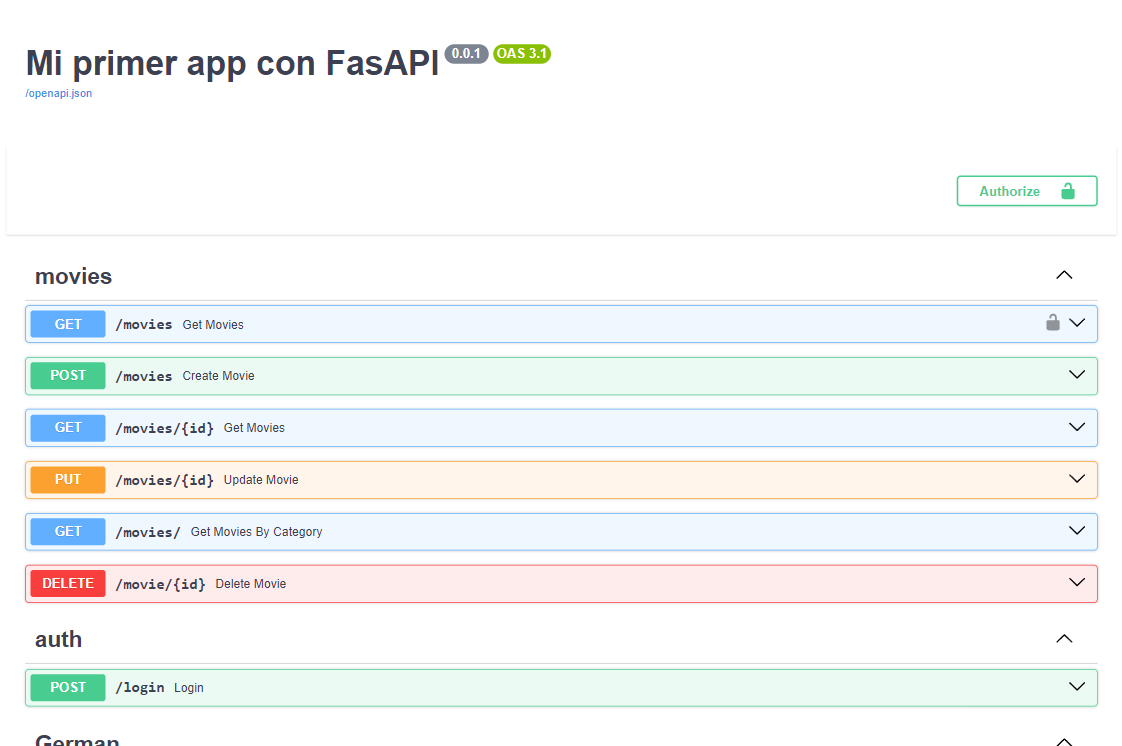 Mi primer app con FasAPI 0.0.1 OAS 3.1
/openapi.json
Authorize
movies
GET /movies Get Movies
POST /movies Create Movie
GET /movies/{id} Get Movies
PUT /movies/{id} Update Movie
GET /movies/ Get Movies By Category
DELETE /movie/{id} Delete Movie
auth
POST /login Login
German